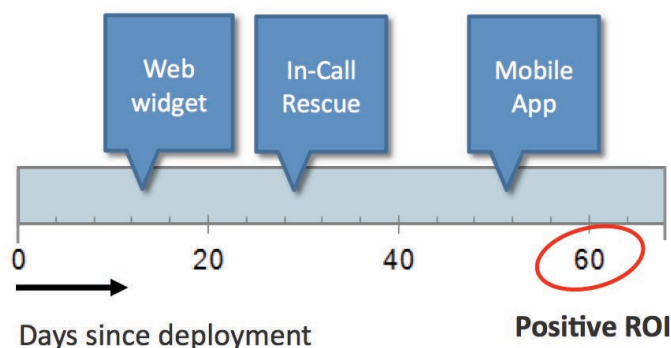 Web
widget
In-Call
Rescue
Mobile
App
0 20 40 60
Days since deployment
Positive ROI